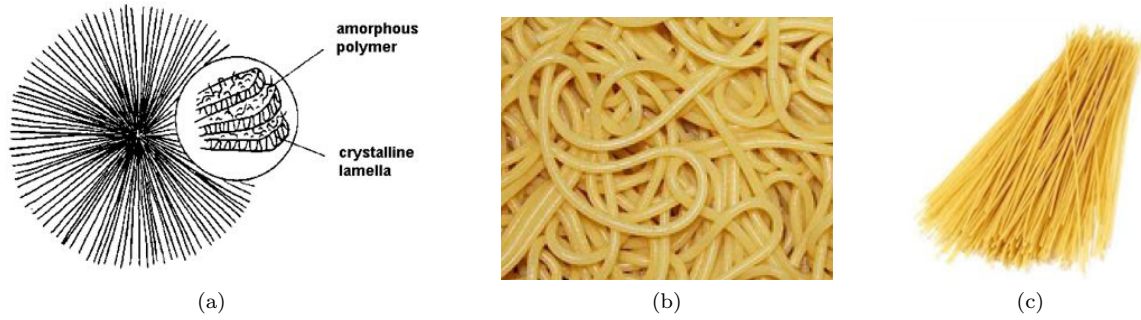 amorphous
polymer
crystalline
lamella
(a)
(b)
(c)